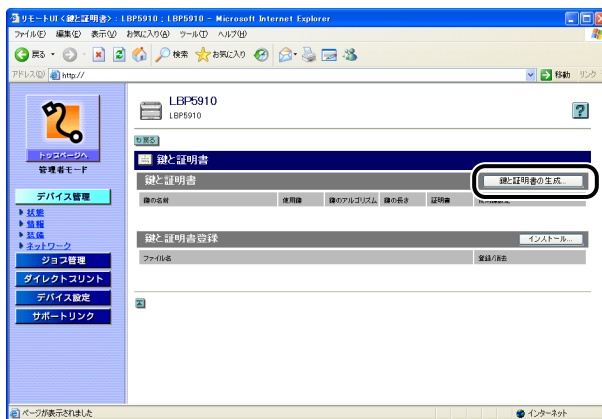 リモートUI <鍵と証明書> : LBP5910 ; LBP5910 - Microsoft Internet Explorer
ファイル(F) 編集(E) 表示(V) お気に入り(A) ツール(T) ヘルプ(H)
戻る 検索 お気に入り
アドレス(D) http:// 移動 リンク
LBP5910
LBP5910
戻る
トップページへ
管理者モード
鍵と証明書
鍵と証明書 鍵と証明書の生成...
鍵の名前 使用鍵 鍵のアルゴリズム 鍵の長さ 証明書
デバイス管理
状態
情報
装備
ネットワーク
ジョブ管理
ダイレクトプリント
デバイス設定
サポートリンク
鍵と証明書登録 インストール...
ファイル名 登録/消去
ページが表示されました インターネット